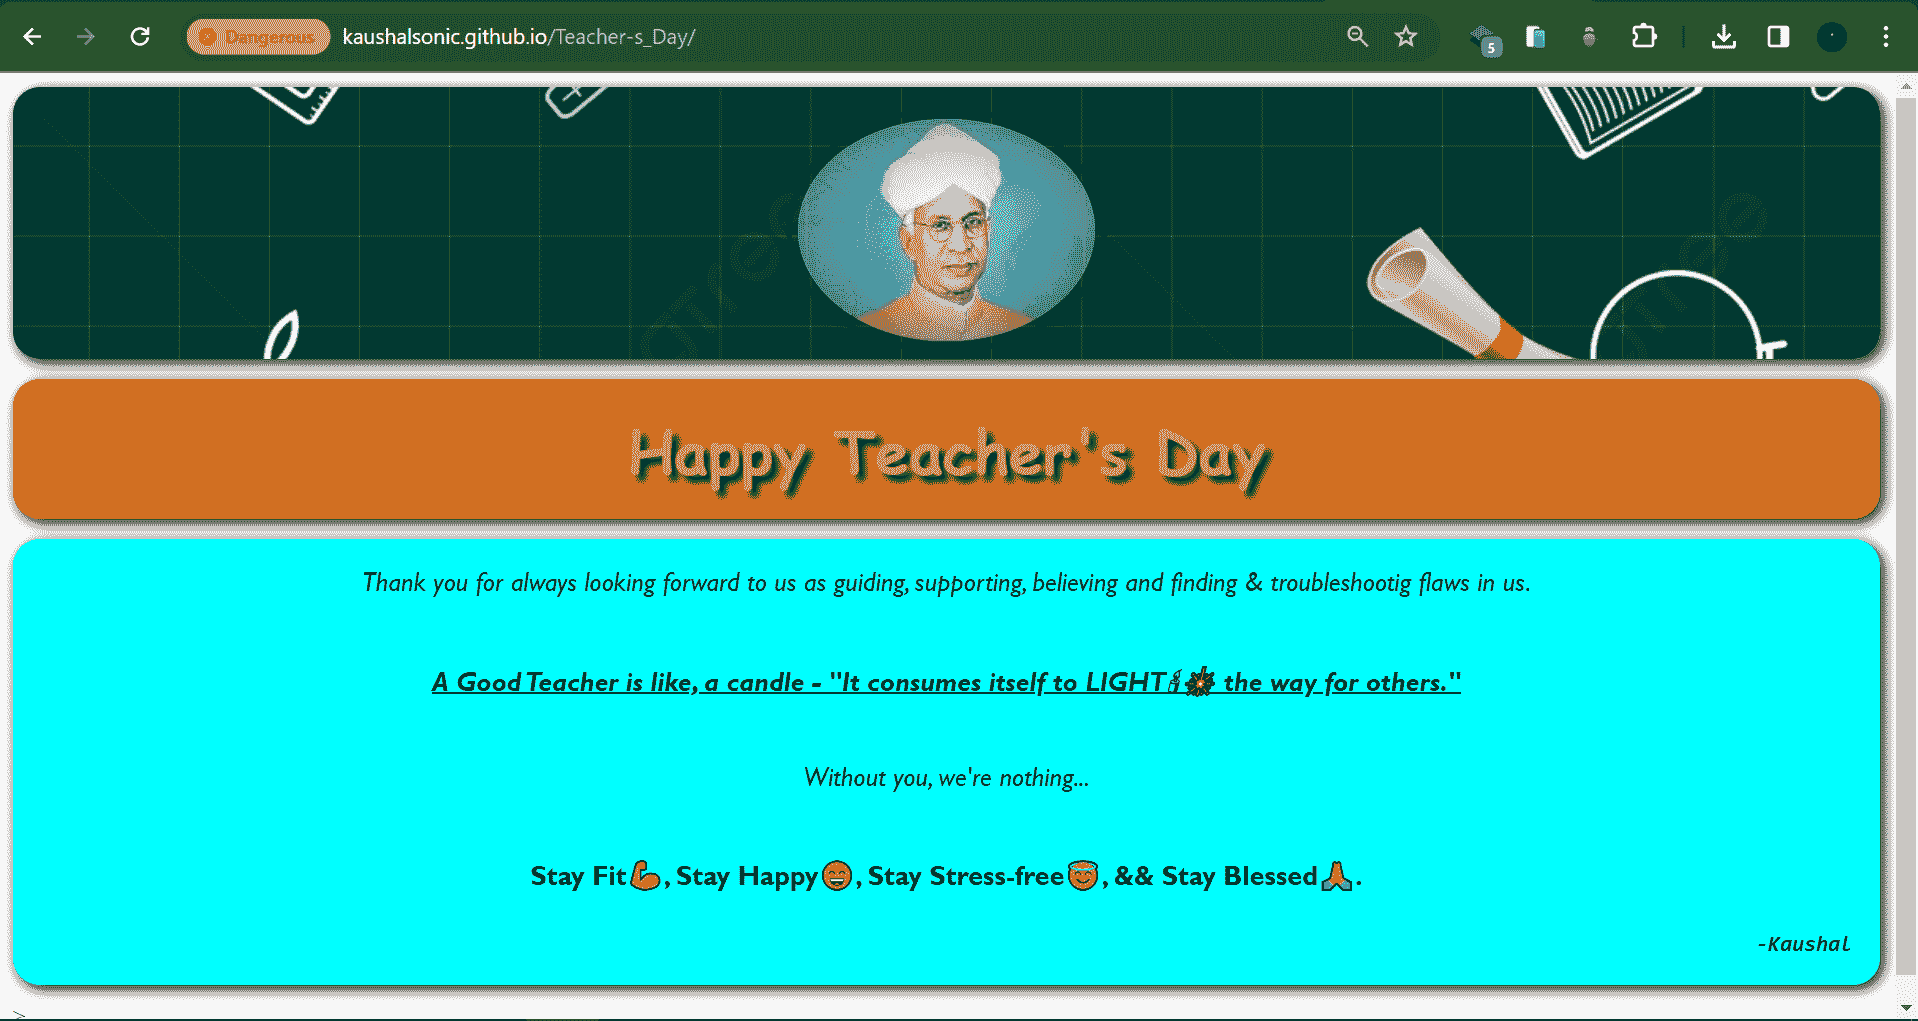 Dangerous
kaushalsonic.github.io/Teacher-s_Day/
5
Happy Teacher's Day
Thank you for always looking forward to us as guiding, supporting, believing and finding & troubleshootig flaws in us.
A Good Teacher is like, a candle - "It consumes itself to LIGHT🕯️💥 the way for others."
Without you, we're nothing...
Stay Fit💪, Stay Happy😄, Stay Stress-free😇, && Stay Blessed🙏.
-Kaushal
>